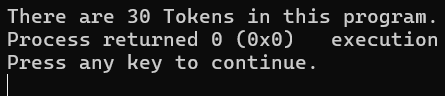 There are 30 Tokens in this program.
Process returned 0 (0x0)   execution
Press any key to continue.